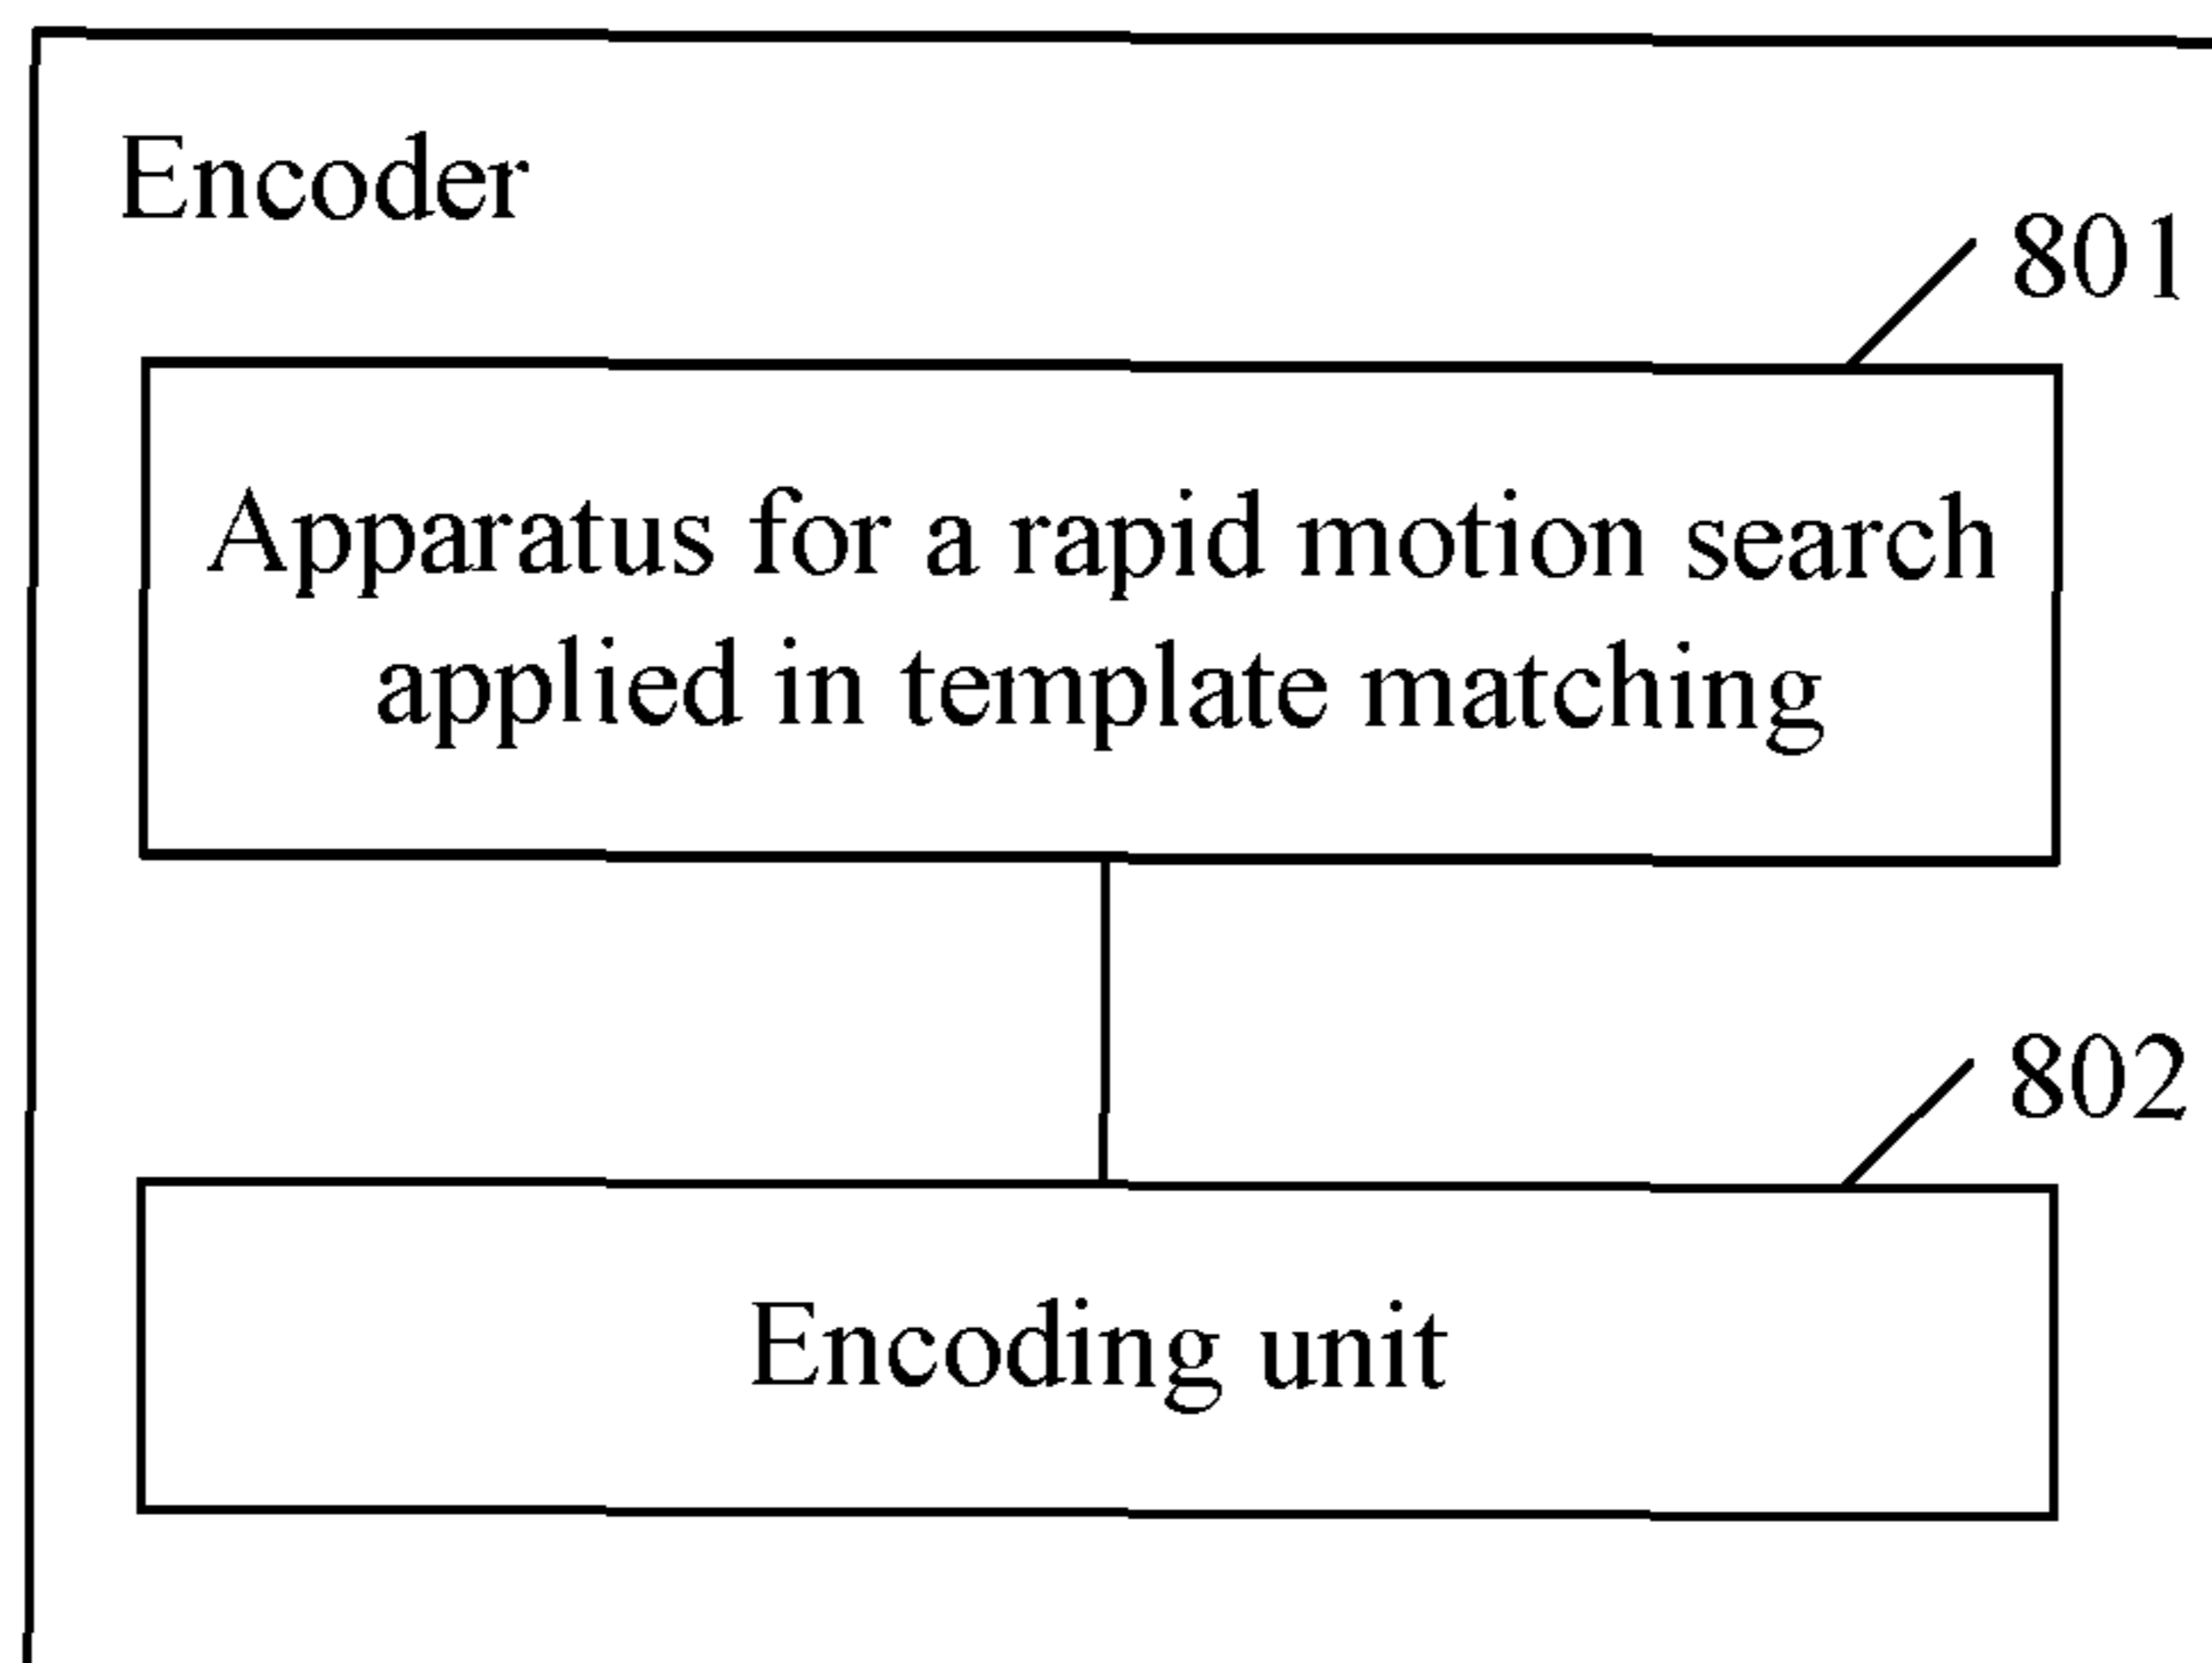 Encoder
801
Apparatus for a rapid motion search
applied in template matching
802
Encoding unit